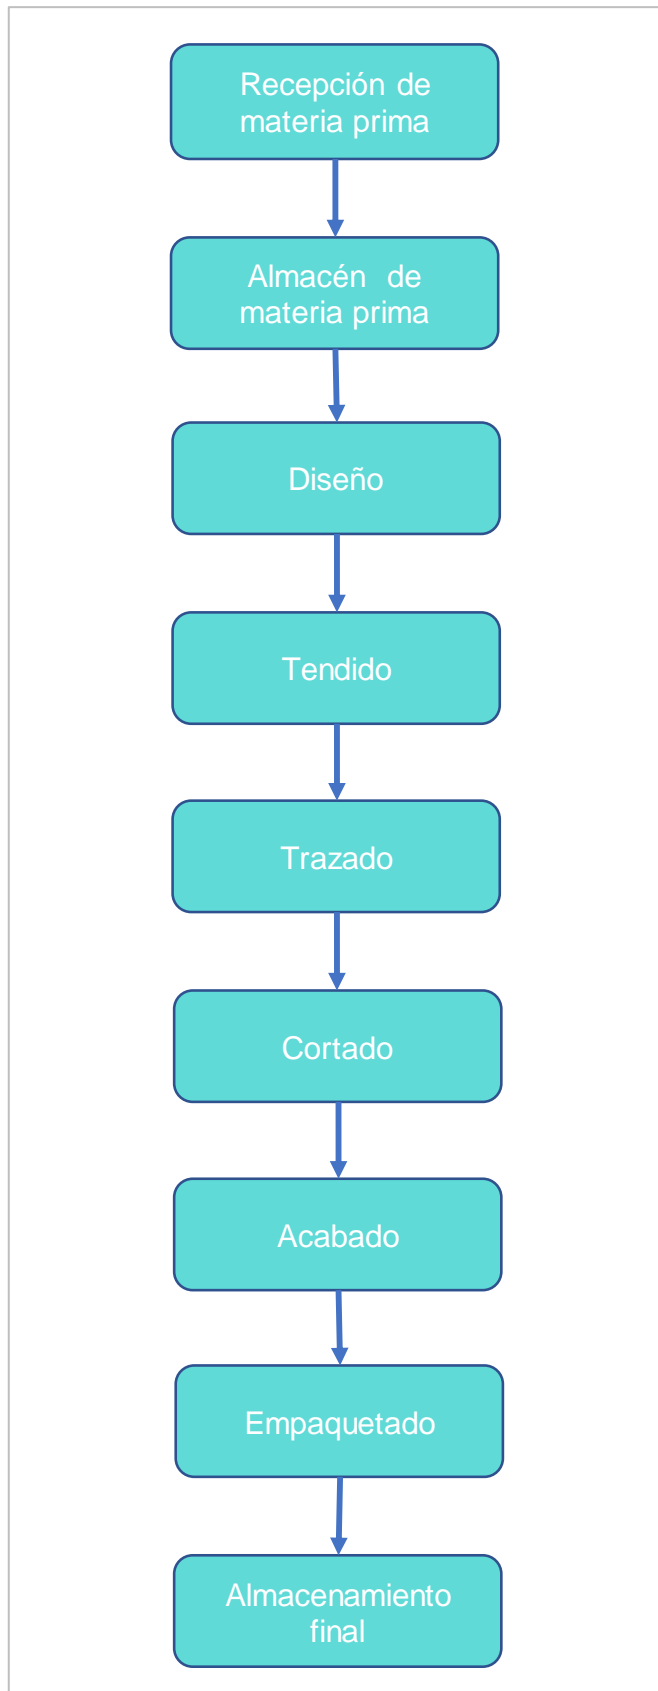 Recepción de
materia prima
Almacén de
materia prima
Diseño
Tendido
Trazado
Cortado
Acabado
Empaquetado
Almacenamiento
final